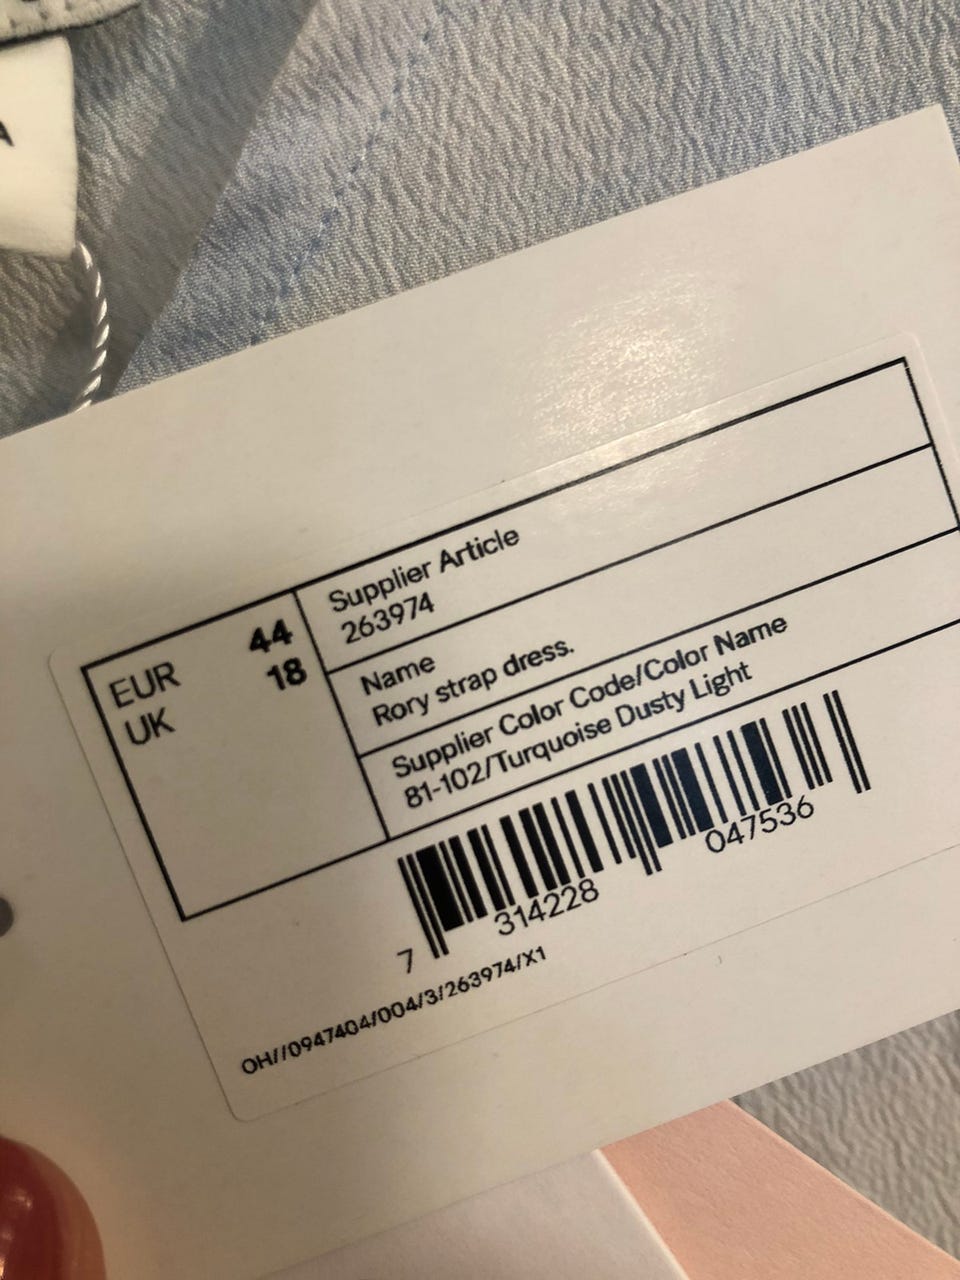 A
EUR 44
UK 18
Supplier Article
263974
Name
Rory strap dress.
Supplier Color Code/Color Name
81-102/Turquoise Dusty Light
7 314228 047536
OH//0947404/004/3/263974/X1